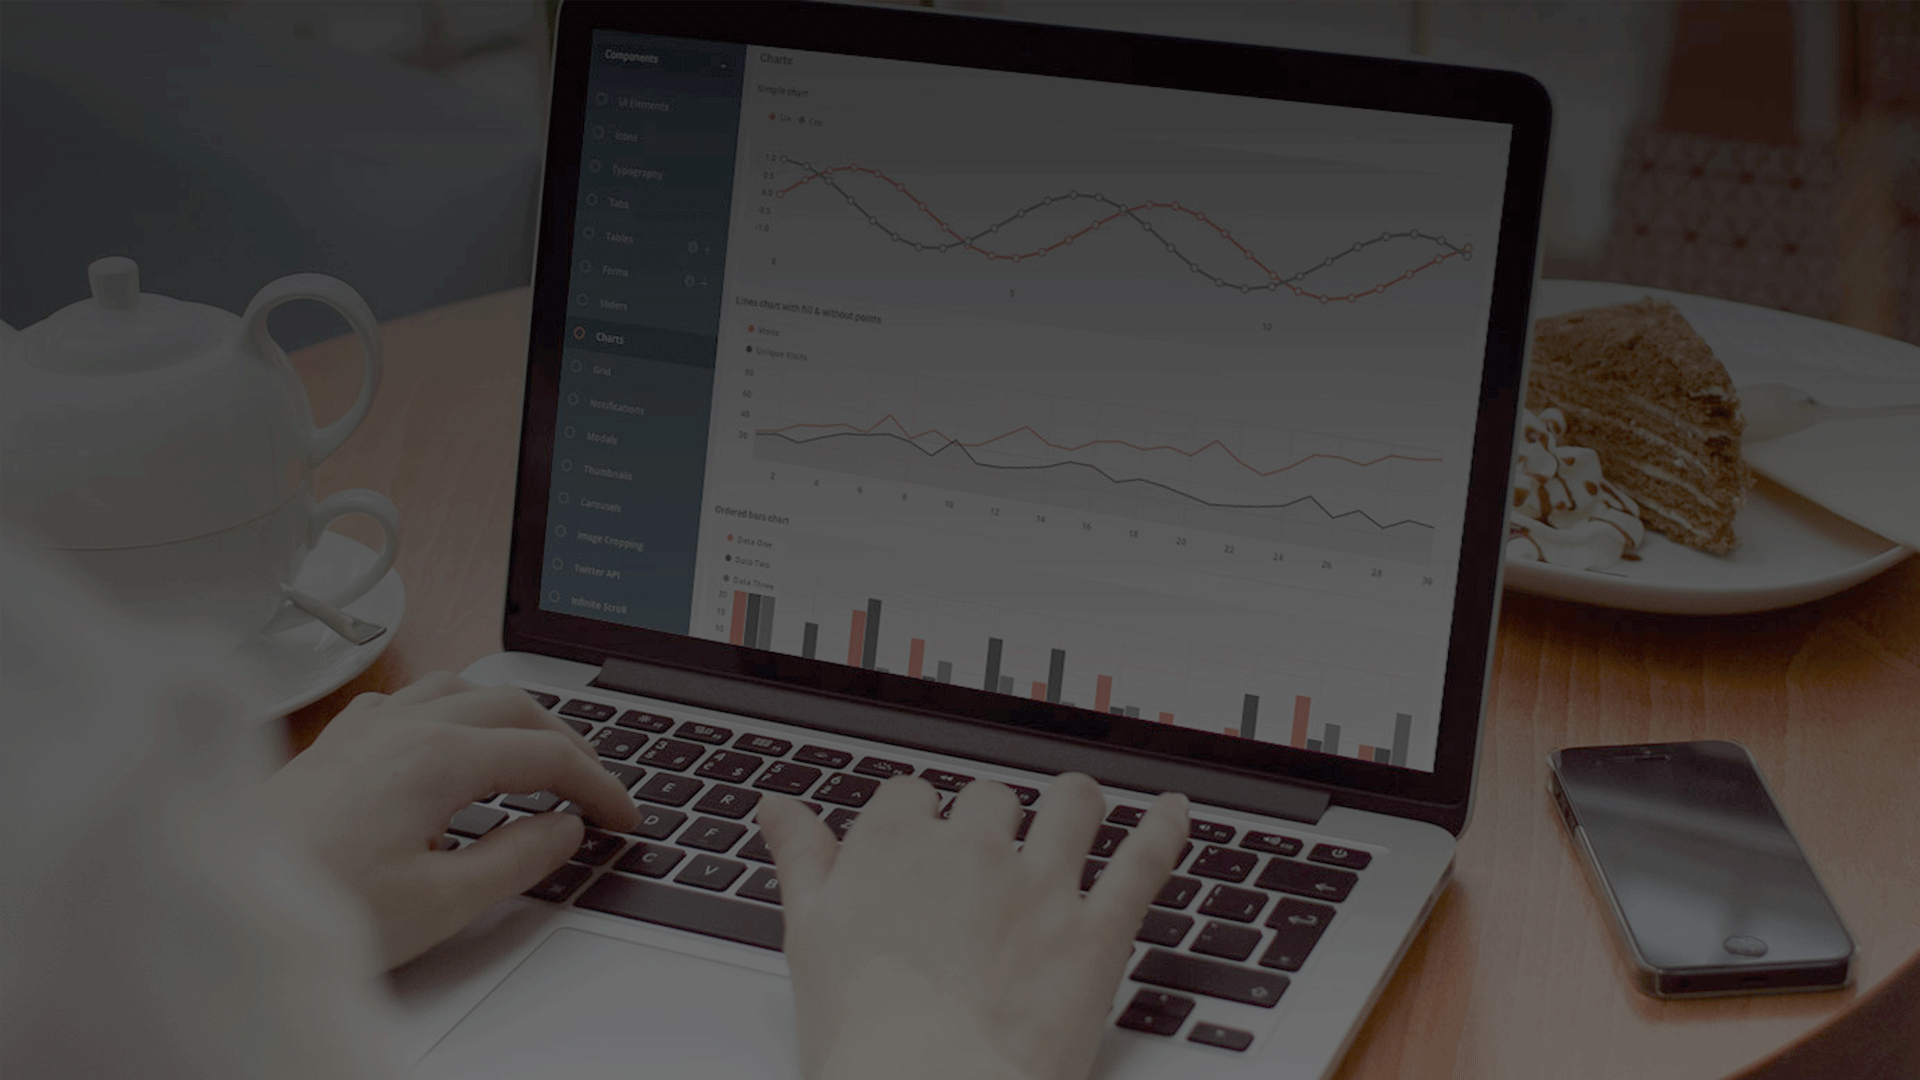 Components
UI Elements
Icons
Typography
Tabs
Tables
Forms
Sliders
Charts
Grid
Notifications
Modals
Thumbnails
Carousels
Image Cropping
Twitter API
Infinite Scroll
Charts
Simple chart
Sin Cos
1.0
0.5
0.0
-0.5
-1.0
0 5 10
Lines chart with fill & without points
Visits
Unique Visits
80
60
40
20
2 4 6 8 10 12 14 16 18 20 22 24 26 28 30
Ordered bars chart
Data One
Data Two
Data Three
20
15
10
A
E
R
D
F
X
C
V
B